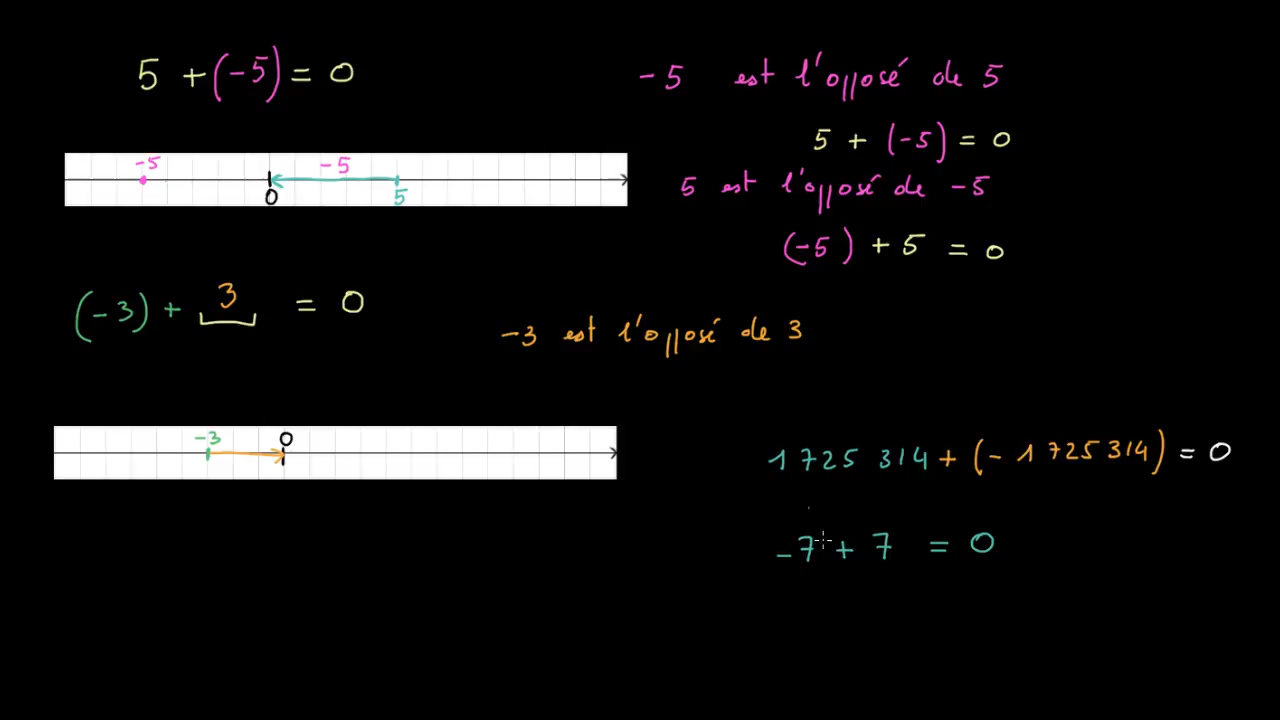 5 + (-5) = 0
-5 est l'opposé de 5
5 + (-5) = 0
-5 -5
0 5
5 est l'opposé de -5
(-5) + 5 = 0
(-3) + 3 = 0
-3 est l'opposé de 3
-3 0
1 725 314 + (- 1 725 314) = 0
-7 + 7 = 0